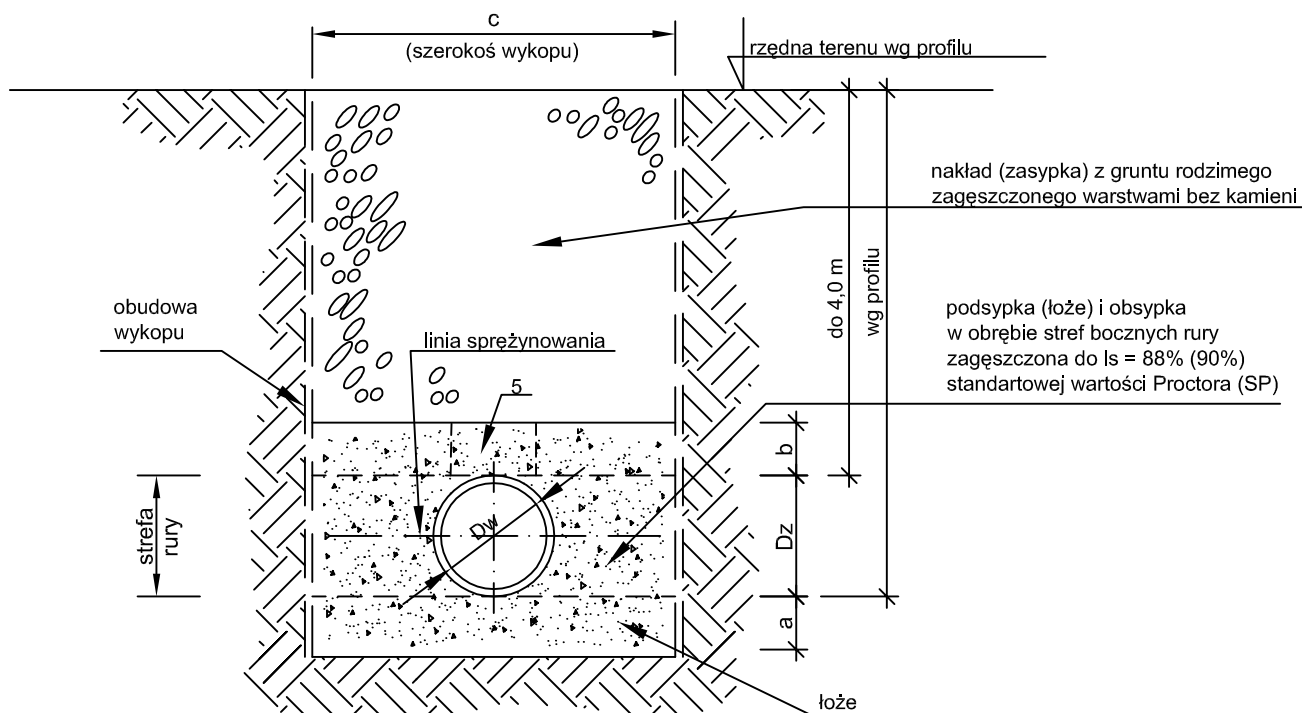 c
(szerokoś wykopu)
rzędna terenu wg profilu
nakład (zasypka) z gruntu rodzimego
zagęszczonego warstwami bez kamieni
do 4,0 m
wg profilu
obudowa
wykopu
linia sprężynowania
5
podsypka (łoże) i obsypka
w obrębie stref bocznych rury
zagęszczona do Is = 88% (90%)
standartowej wartości Proctora (SP)
b
strefa
rury
Dw
Dz
a
łoże